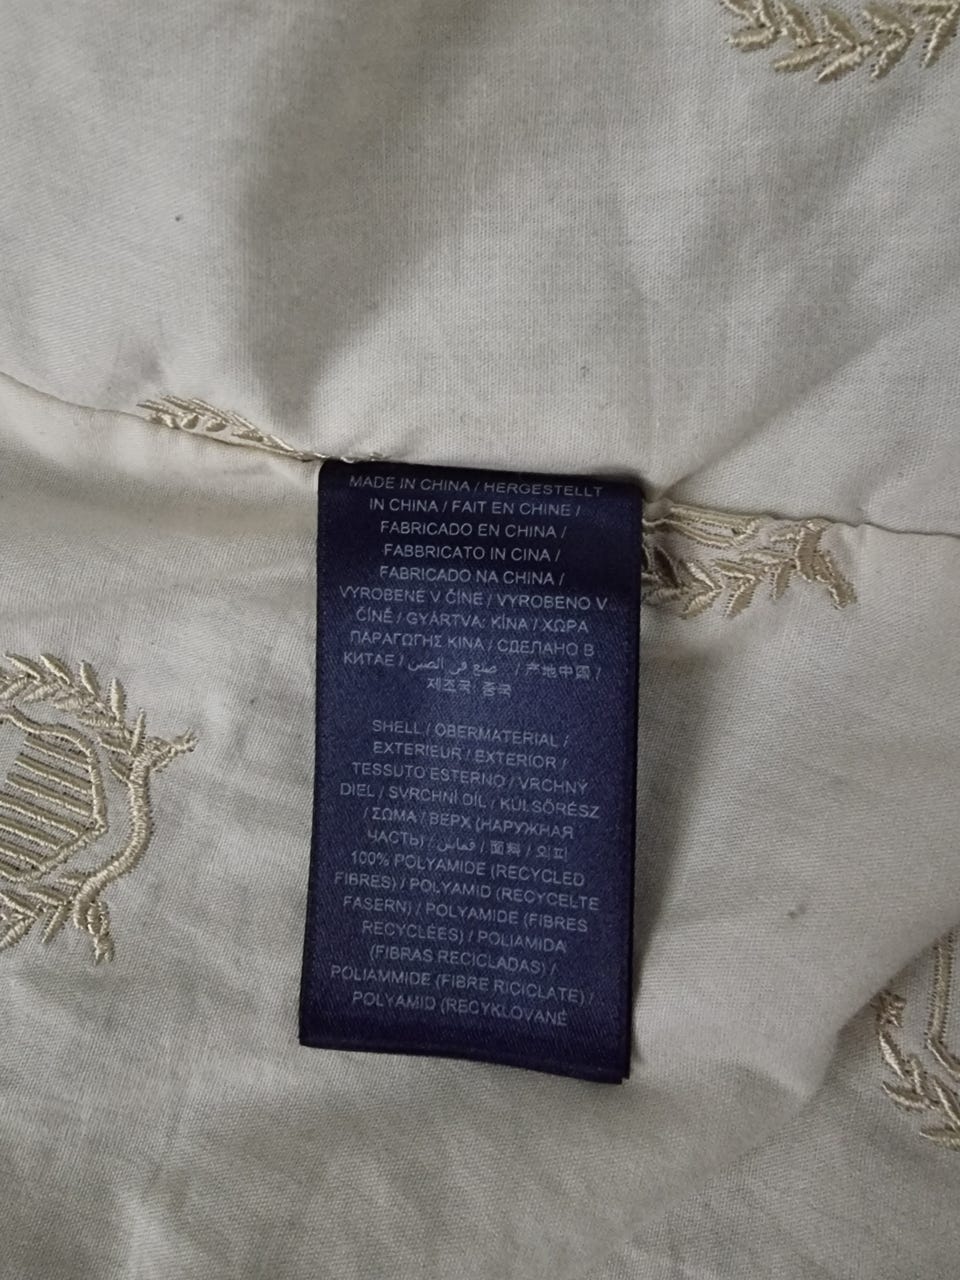 MADE IN CHINA / HERGESTELLT
IN CHINA / FAIT EN CHINE /
FABRICADO EN CHINA /
FABBRICATO IN CINA /
FABRICADO NA CHINA /
VYROBENÉ V ČÍNE / VYROBENO V
ČÍNĚ / GYÁRTVA: KÍNA / ΧΩΡΑ
ΠΑΡΑΓΩΓΗΣ ΚΙΝΑ / СДЕЛАНО В
КИТАЕ / صنع في الصين / 产地中国 /
제조국: 중국
SHELL / OBERMATERIAL /
EXTERIEUR / EXTERIOR /
TESSUTO ESTERNO / VRCHNÝ
DIEL / SVRCHNÍ DÍL / KÜLSŐRÉSZ
/ ΣΩΜΑ / ВЕРХ (НАРУЖНАЯ
ЧАСТЬ) / قماش / 面料 / 외피
100% POLYAMIDE (RECYCLED
FIBRES) / POLYAMID (RECYCELTE
FASERN) / POLYAMIDE (FIBRES
RECYCLÉES) / POLIAMIDA
(FIBRAS RECICLADAS) /
POLIAMMIDE (FIBRE RICICLATE) /
POLYAMID (RECYKLOVANÉ